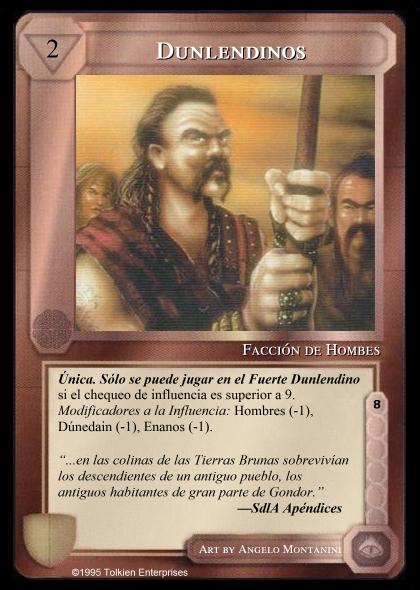 2
DUNLENDINOS
FACCIÓN DE HOMBES
Única. Sólo se puede jugar en el Fuerte Dunlendino
si el chequeo de influencia es superior a 9.
Modificadores a la Influencia: Hombres (-1),
Dúnedain (-1), Enanos (-1).
8
“...en las colinas de las Tierras Brunas sobrevivían
los descendientes de un antiguo pueblo, los
antiguos habitantes de gran parte de Gondor.”
—SdlA Apéndices
ART BY ANGELO MONTANINI
©1995 Tolkien Enterprises